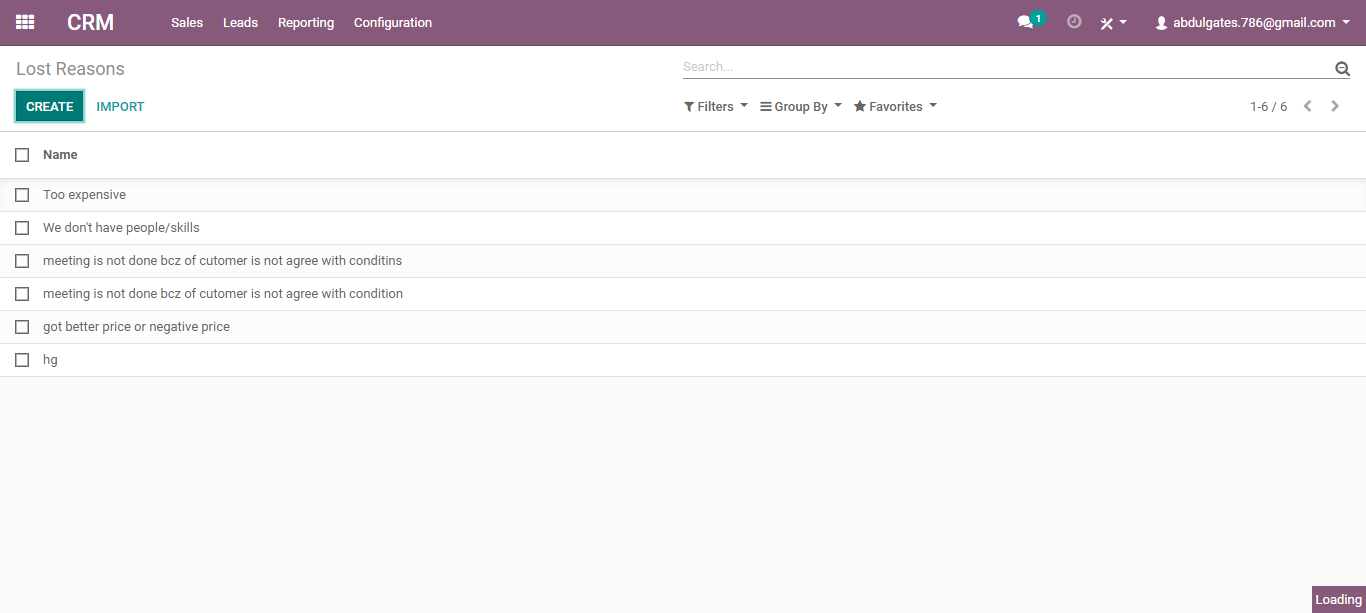 CRM Sales Leads Reporting Configuration 1 abdulgates.786@gmail.com
Lost Reasons Search...
CREATE IMPORT Filters Group By Favorites 1-6 / 6
Name
Too expensive
We don't have people/skills
meeting is not done bcz of cutomer is not agree with conditins
meeting is not done bcz of cutomer is not agree with condition
got better price or negative price
hg
Loading